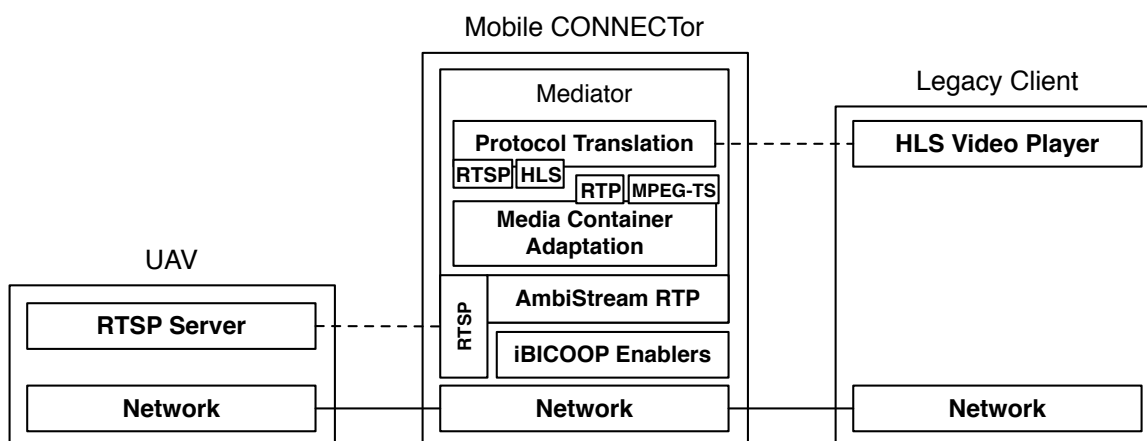 Mobile CONNECTor
Mediator
Legacy Client
Protocol Translation
HLS Video Player
RTSP HLS
RTP MPEG-TS
Media Container
Adaptation
UAV
AmbiStream RTP
RTSP Server
RTSP
iBICOOP Enablers
Network
Network
Network